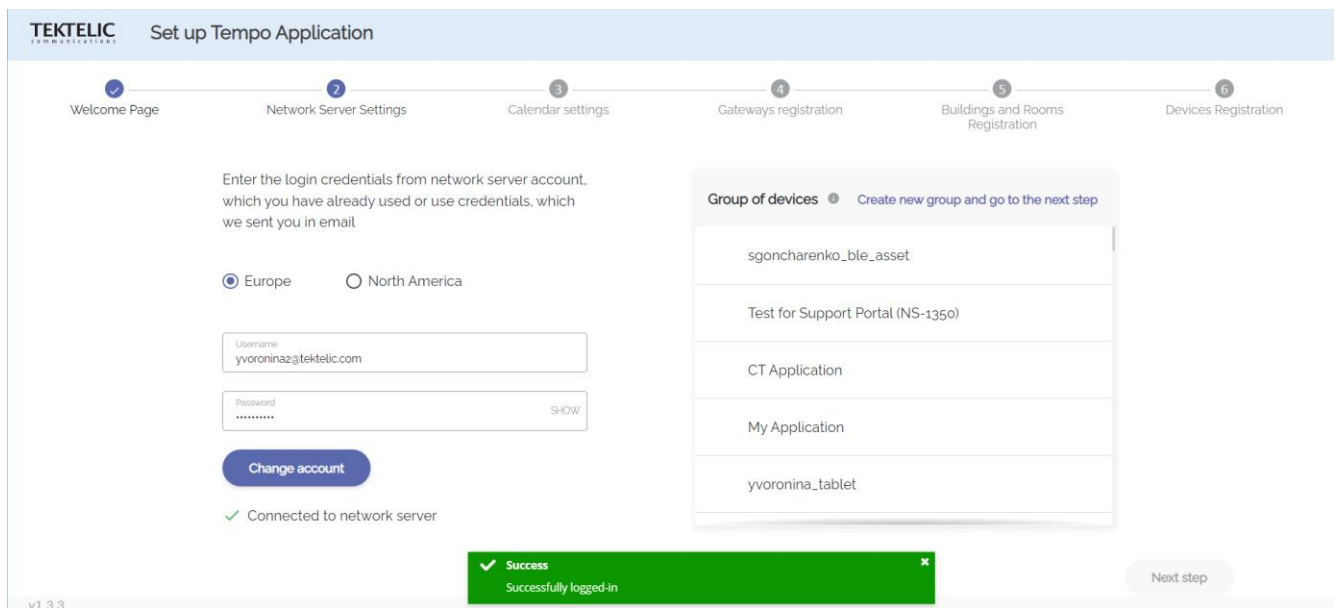 TEKTELIC
communications
Set up Tempo Application
2
3
4
5
6
Welcome Page
Network Server Settings
Calendar settings
Gateways registration
Buildings and Rooms
Registration
Devices Registration
Enter the login credentials from network server account,
which you have already used or use credentials, which
we sent you in email
Europe
North America
Username
yvoronina2@tektelic.com
Password
••••••••••
SHOW
Change account
Connected to network server
Group of devices
Create new group and go to the next step
sgoncharenko_ble_asset
Test for Support Portal (NS-1350)
CT Application
My Application
yvoronina_tablet
Success
Successfully logged-in
Next step
v1.3.3